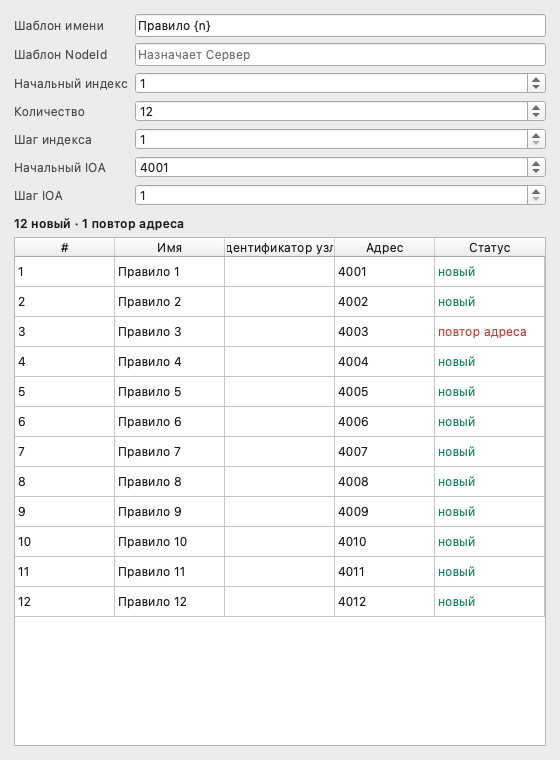 Шаблон имени Правило {n}
Шаблон NodeId Назначает Сервер
Начальный индекс 1
Количество 12
Шаг индекса 1
Начальный IOA 4001
Шаг IOA 1
12 новый · 1 повтор адреса
# Имя дентификатор узл Адрес Статус
1 Правило 1 4001 новый
2 Правило 2 4002 новый
3 Правило 3 4003 повтор адреса
4 Правило 4 4004 новый
5 Правило 5 4005 новый
6 Правило 6 4006 новый
7 Правило 7 4007 новый
8 Правило 8 4008 новый
9 Правило 9 4009 новый
10 Правило 10 4010 новый
11 Правило 11 4011 новый
12 Правило 12 4012 новый